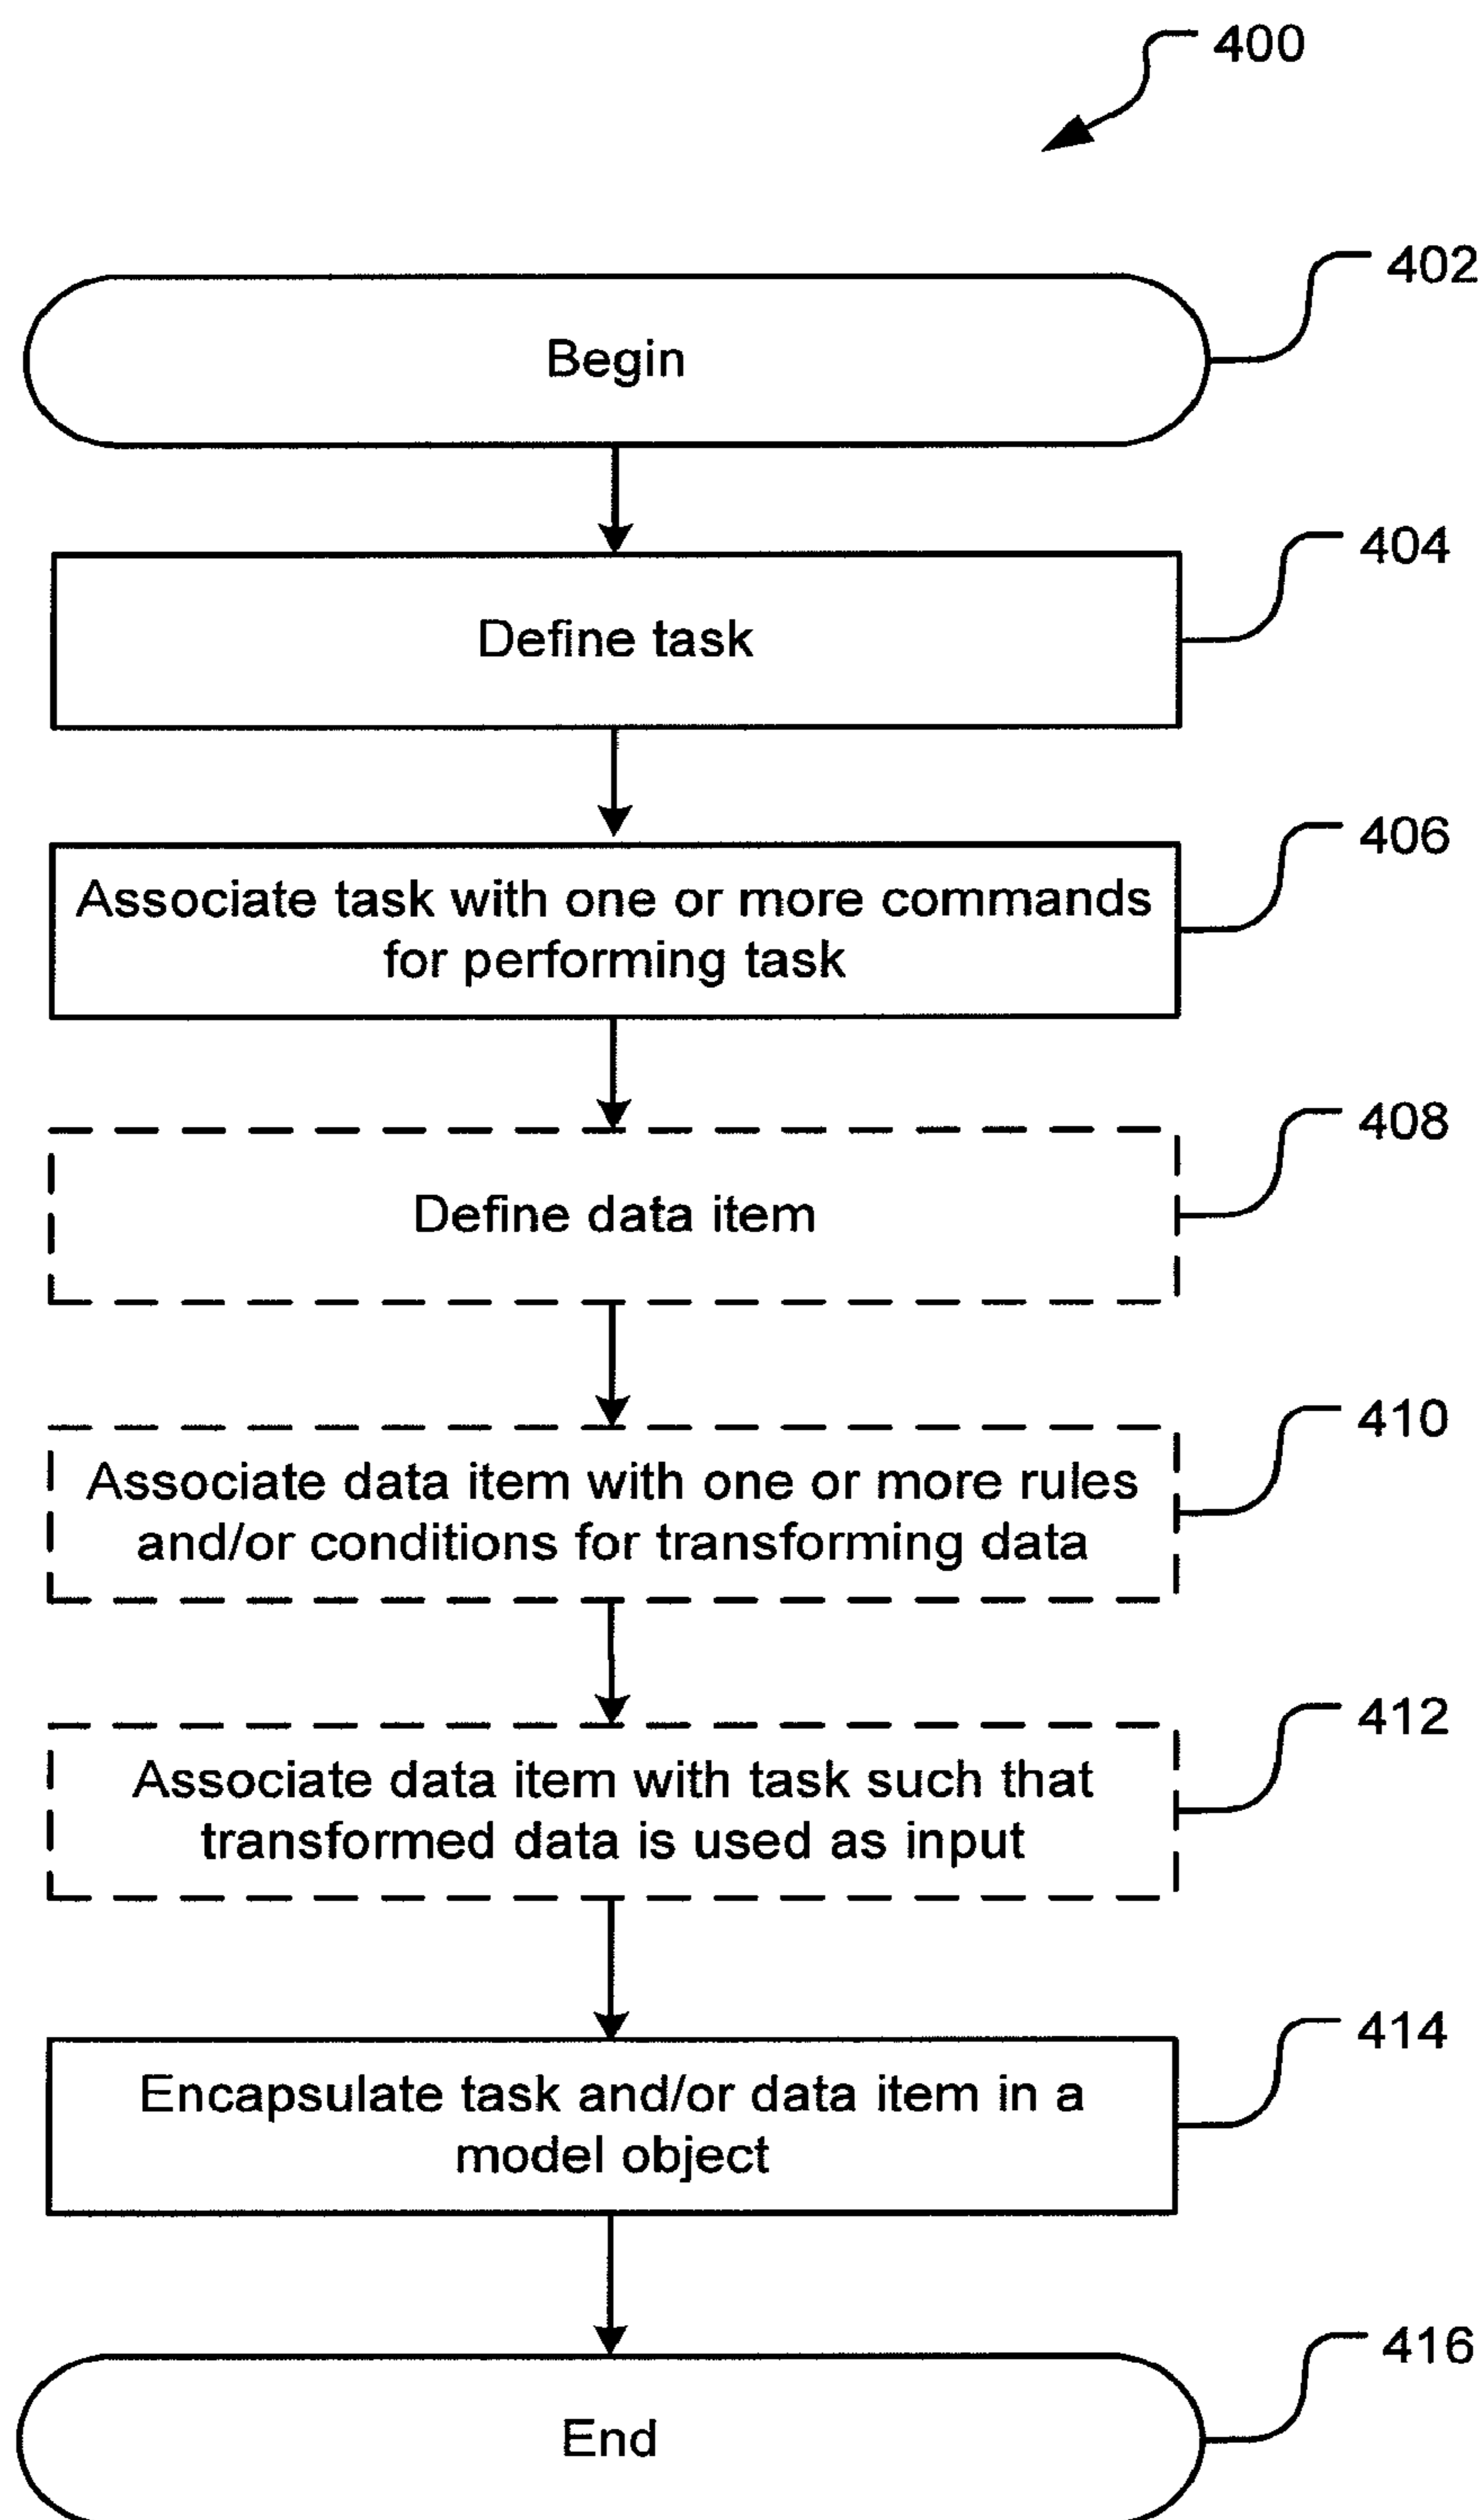 400
402
Begin
404
Define task
406
Associate task with one or more commands
for performing task
408
Define data item
410
Associate data item with one or more rules
and/or conditions for transforming data
412
Associate data item with task such that
transformed data is used as input
414
Encapsulate task and/or data item in a
model object
416
End